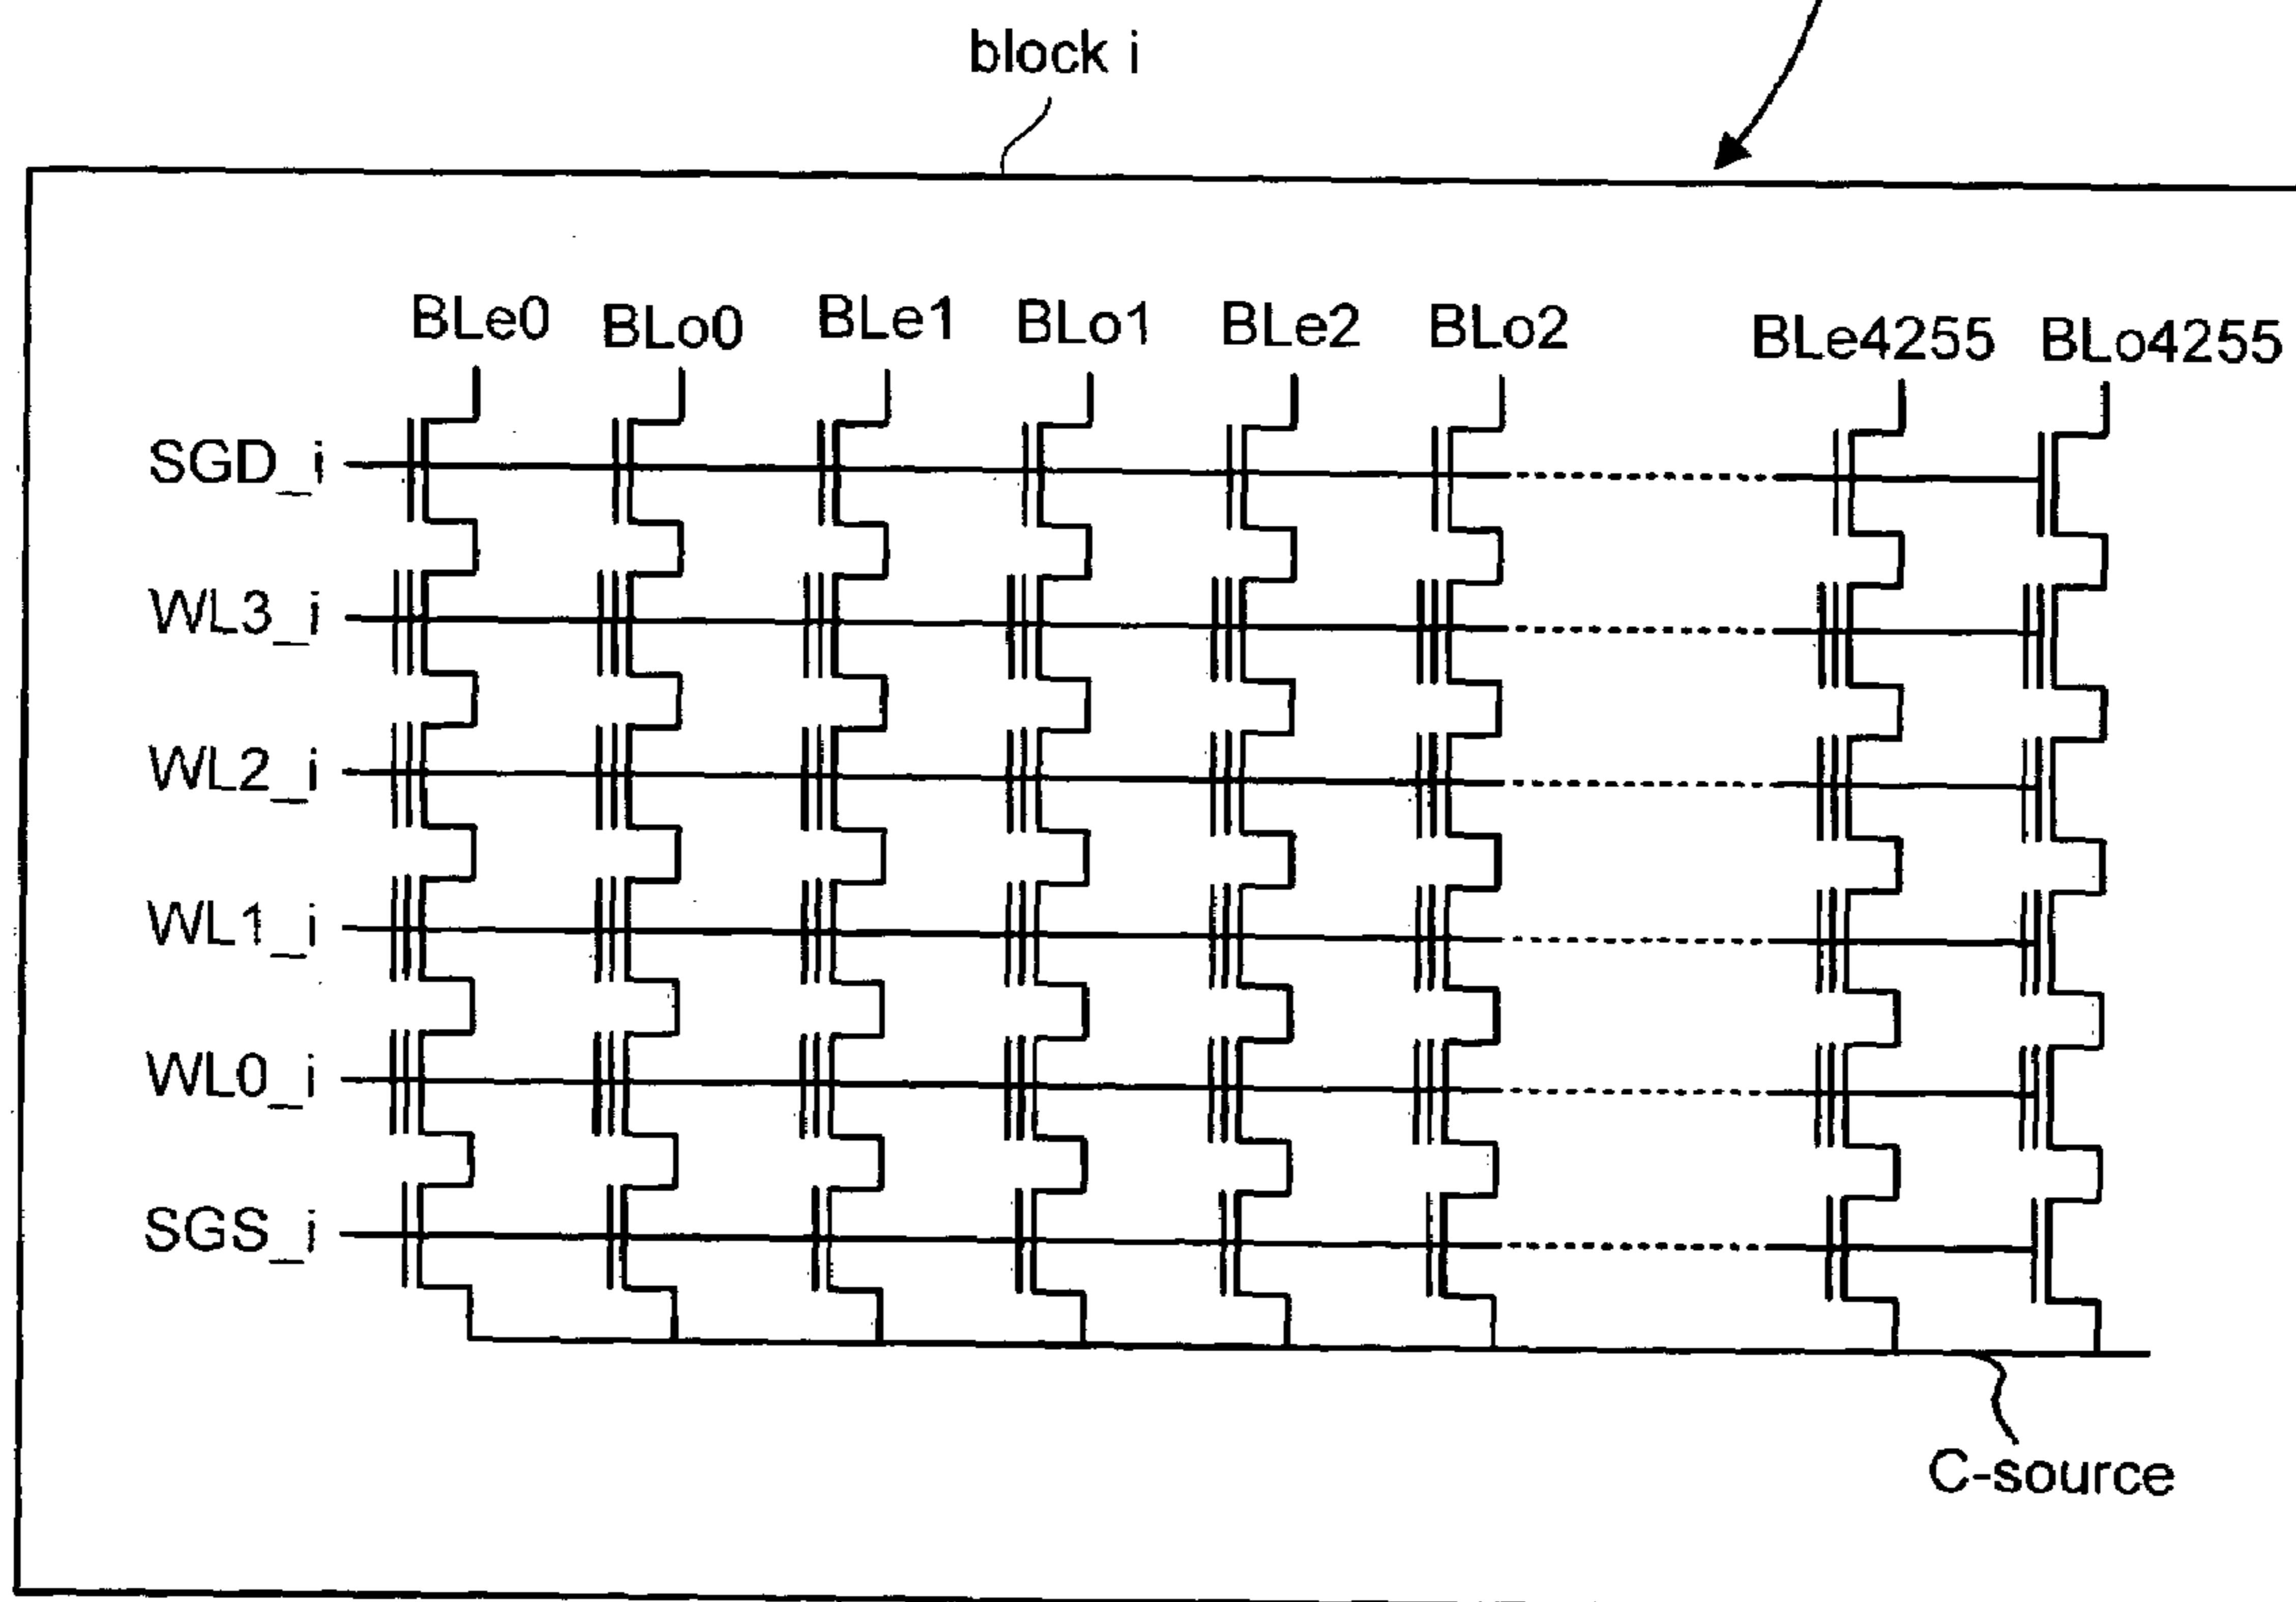 block i
BLe0 BLo0 BLe1 BLo1 BLe2 BLo2 BLe4255 BLo4255
SGD_i
WL3_i
WL2_i
WL1_i
WL0_i
SGS_i
C-source